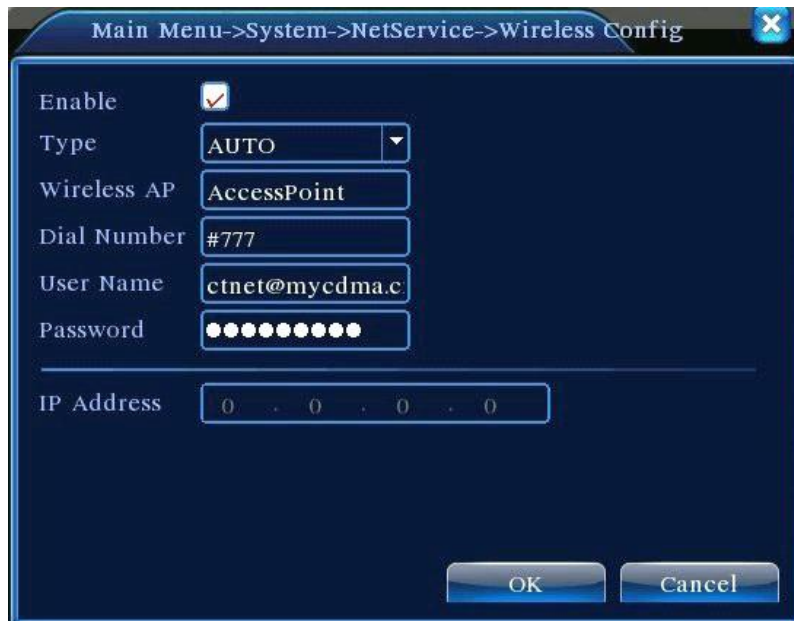 Main Menu->System->NetService->Wireless Config
Enable
Type AUTO
Wireless AP AccessPoint
Dial Number #777
User Name ctnet@mycdma.c
Password ●●●●●●●●●
IP Address 0 . 0 . 0 . 0
OK Cancel